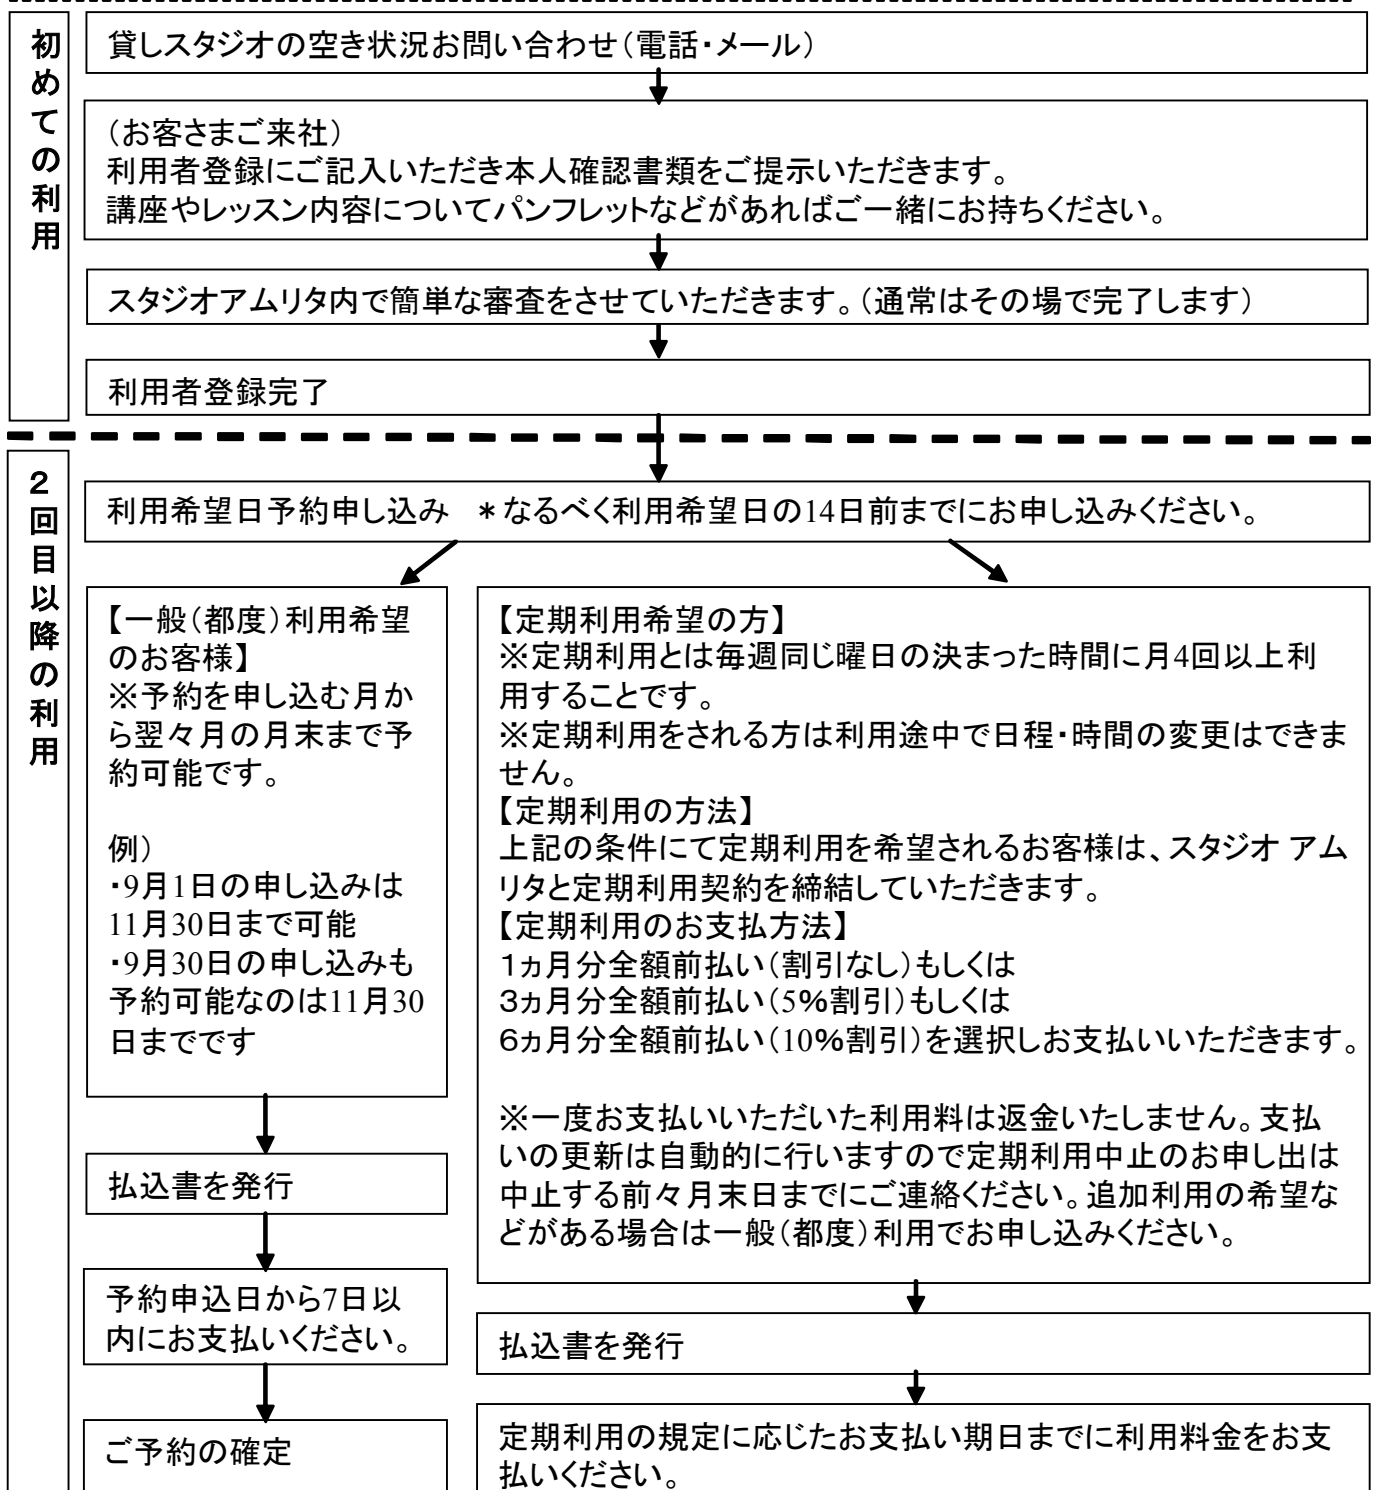 初めての利用
貸しスタジオの空き状況お問い合わせ（電話・メール）
（お客さまご来社）
利用者登録にご記入いただき本人確認書類をご提示いただきます。
講座やレッスン内容についてパンフレットなどがあればご一緒にお持ちください。
スタジオアムリタ内で簡単な審査をさせていただきます。（通常はその場で完了します）
利用者登録完了
２回目以降の利用
利用希望日予約申し込み　＊なるべく利用希望日の14日前までにお申し込みください。
【一般（都度）利用希望
のお客様】
※予約を申し込む月か
ら翌々月の月末まで予
約可能です。
例）
・9月1日の申し込みは
11月30日まで可能
・9月30日の申し込みも
予約可能なのは11月30
日までです
払込書を発行
予約申込日から7日以
内にお支払いください。
ご予約の確定
【定期利用希望の方】
※定期利用とは毎週同じ曜日の決まった時間に月4回以上利
用することです。
※定期利用をされる方は利用途中で日程・時間の変更はできま
せん。
【定期利用の方法】
上記の条件にて定期利用を希望されるお客様は、スタジオ アム
リタと定期利用契約を締結していただきます。
【定期利用のお支払方法】
１ヵ月分全額前払い（割引なし）もしくは
３ヵ月分全額前払い（5％割引）もしくは
６ヵ月分全額前払い（10％割引）を選択しお支払いいただきます。
※一度お支払いいただいた利用料は返金いたしません。支払
いの更新は自動的に行いますので定期利用中止のお申し出は
中止する前々月末日までにご連絡ください。追加利用の希望な
どがある場合は一般（都度）利用でお申し込みください。
払込書を発行
定期利用の規定に応じたお支払い期日までに利用料金をお支
払いください。